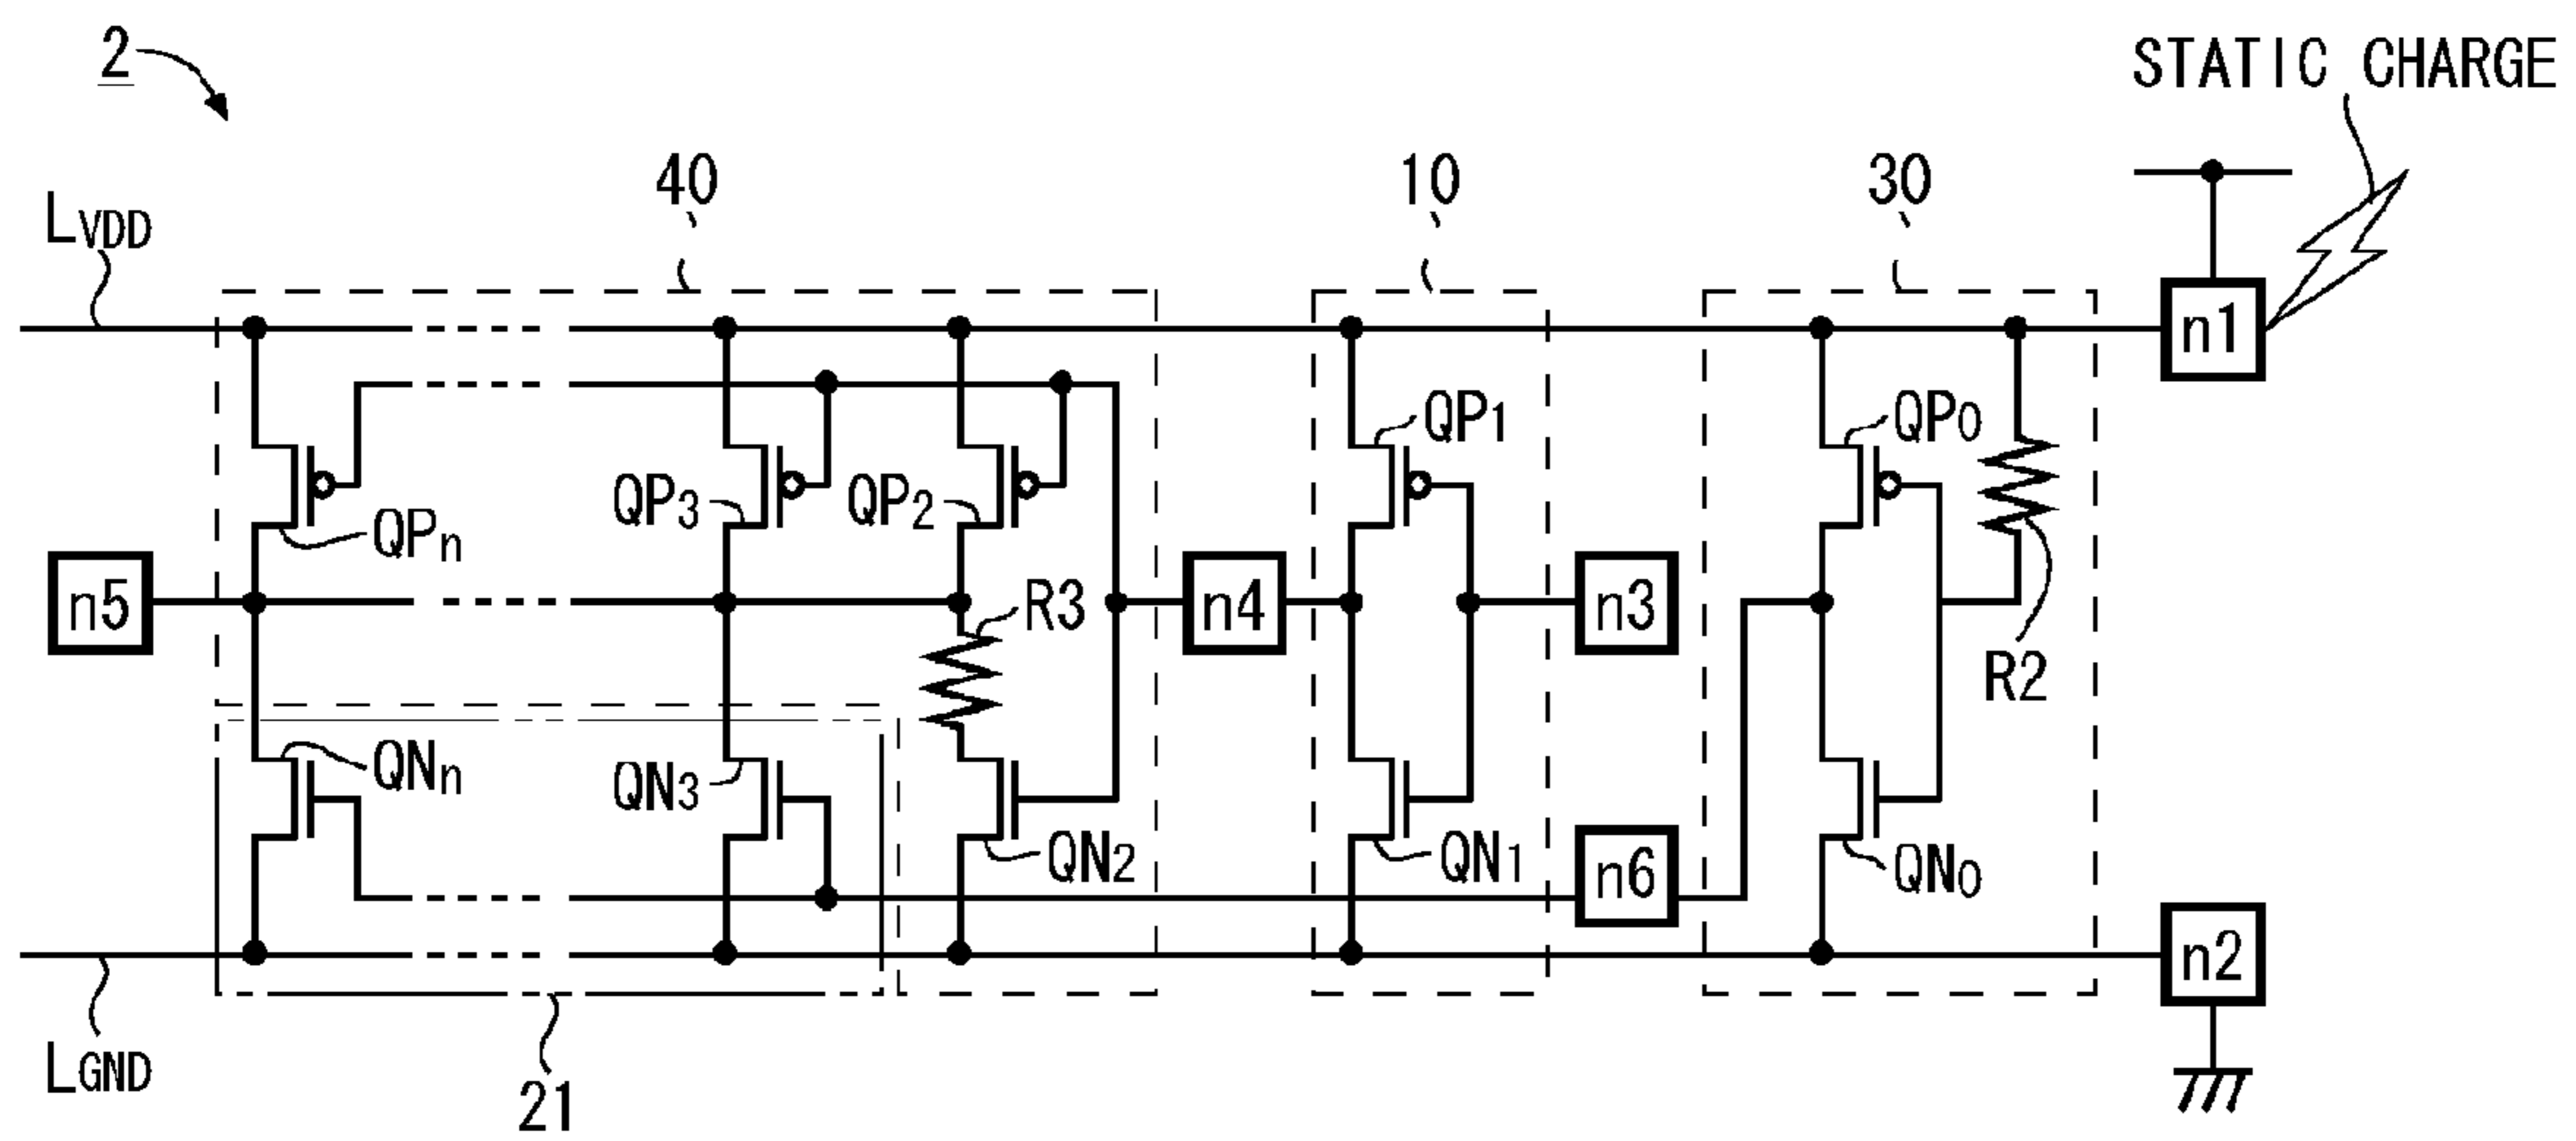 2
STATIC CHARGE
40
10
30
LVDD
n1
QP1
QP0
QP3
QP2
QPn
n5
R3
n4
n3
R2
QNn
QN3
QN2
QN1
n6
QN0
n2
LGND
21